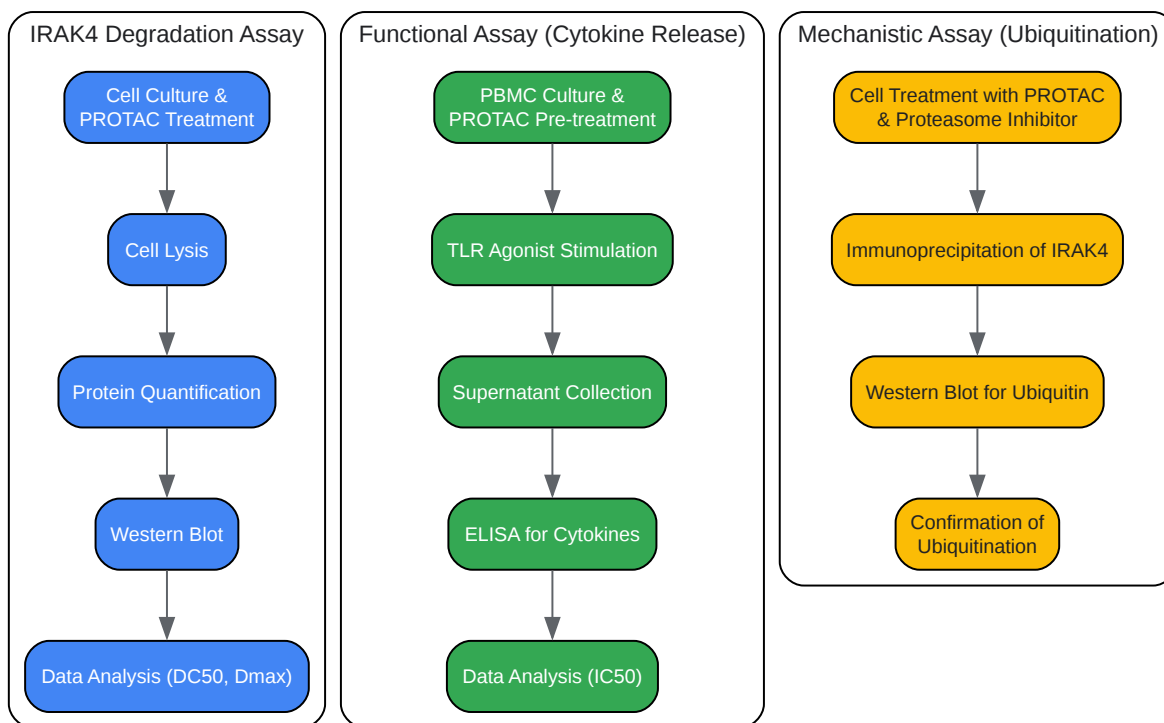 IRAK4 Degradation Assay
Cell Culture &
PROTAC Treatment
Cell Lysis
Protein Quantification
Western Blot
Data Analysis (DC50, Dmax)
Functional Assay (Cytokine Release)
PBMC Culture &
PROTAC Pre-treatment
TLR Agonist Stimulation
Supernatant Collection
ELISA for Cytokines
Data Analysis (IC50)
Mechanistic Assay (Ubiquitination)
Cell Treatment with PROTAC
& Proteasome Inhibitor
Immunoprecipitation of IRAK4
Western Blot for Ubiquitin
Confirmation of
Ubiquitination